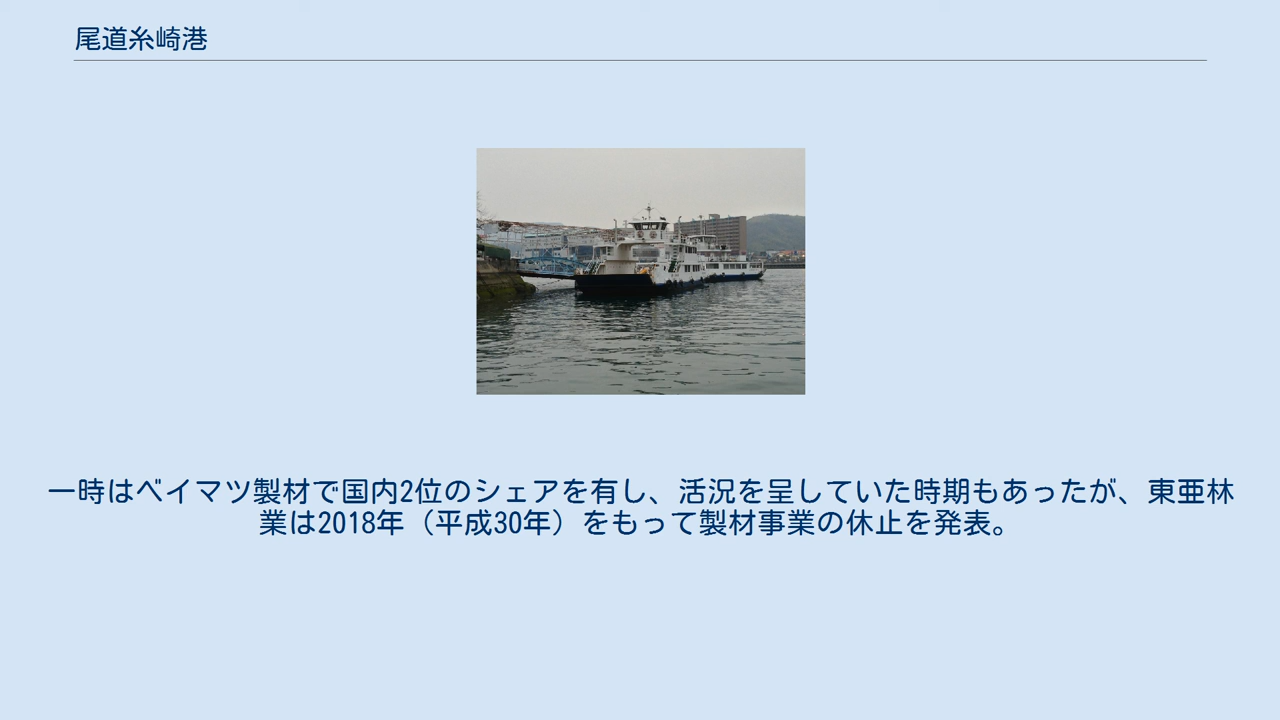 尾道糸崎港
一時はベイマツ製材で国内2位のシェアを有し、活況を呈していた時期もあったが、東亜林
業は2018年（平成30年）をもって製材事業の休止を発表。